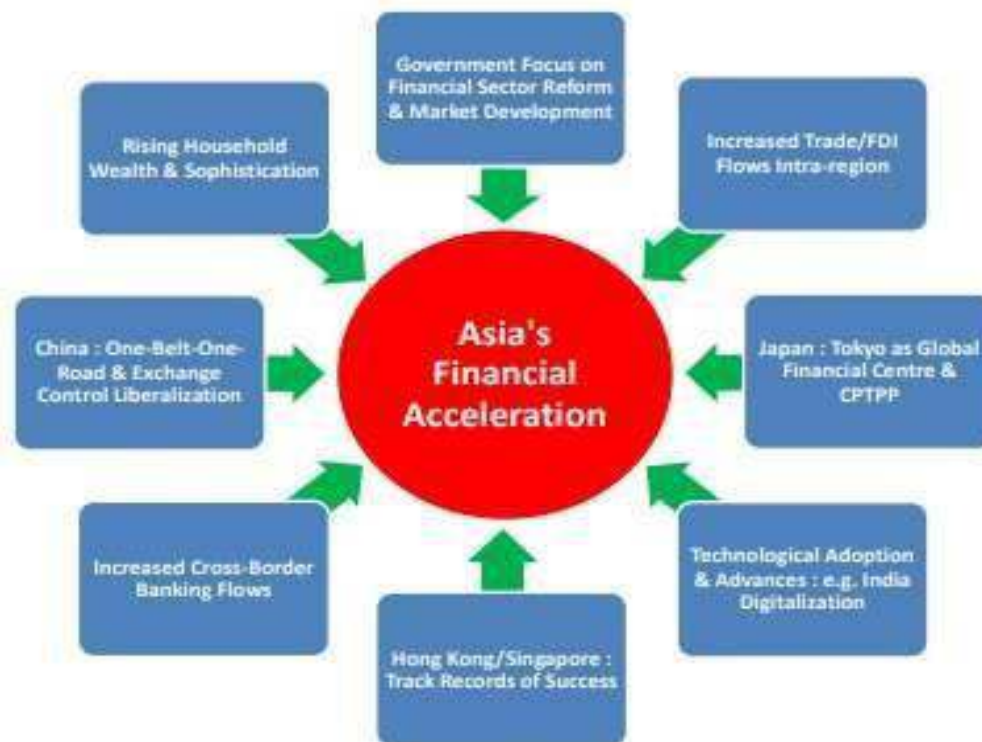 Government Focus on
Financial Sector Reform
& Market Development
Increased Trade/FDI
Flows Intra-region
Japan : Tokyo as Global
Financial Centre &
CPTPP
Technological Adoption
& Advances : e.g. India
Digitalization
Hong Kong/Singapore :
Track Records of Success
Increased Cross-Border
Banking Flows
China : One-Belt-One-
Road & Exchange
Control Liberalization
Rising Household
Wealth & Sophistication
Asia's
Financial
Acceleration